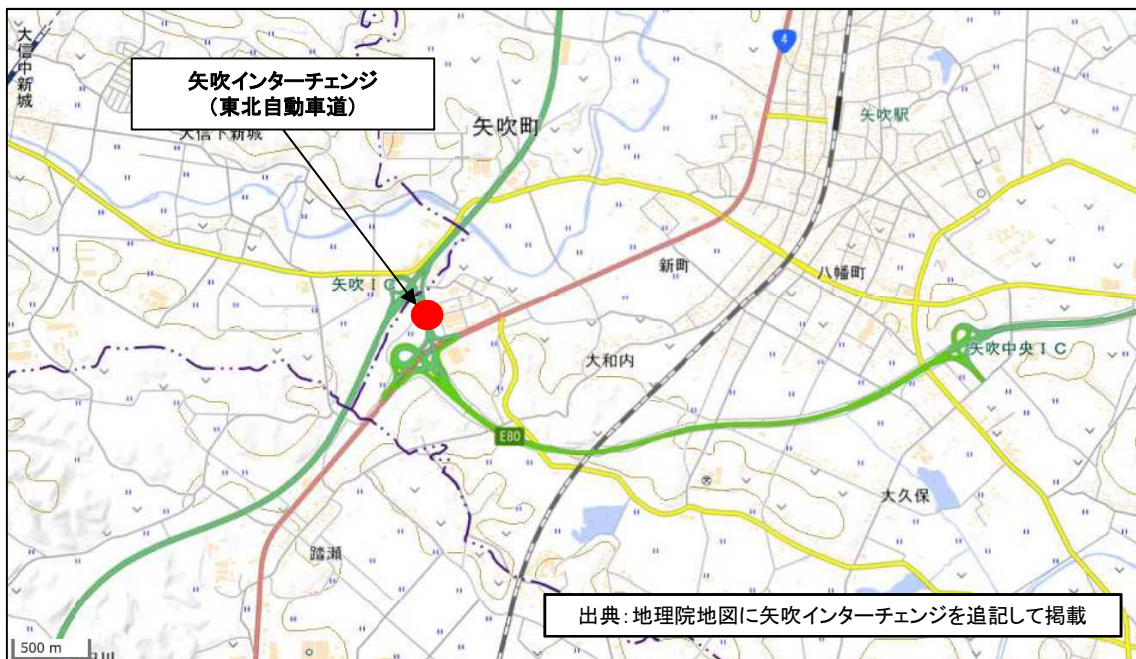 大信中新城
矢吹インターチェンジ
(東北自動車道)
大信下新城
矢吹町
4
矢吹駅
矢吹IC
新町
八幡町
大和内
矢吹中央IC
E80
大久保
踏瀬
出典:地理院地図に矢吹インターチェンジを追記して掲載
500 m